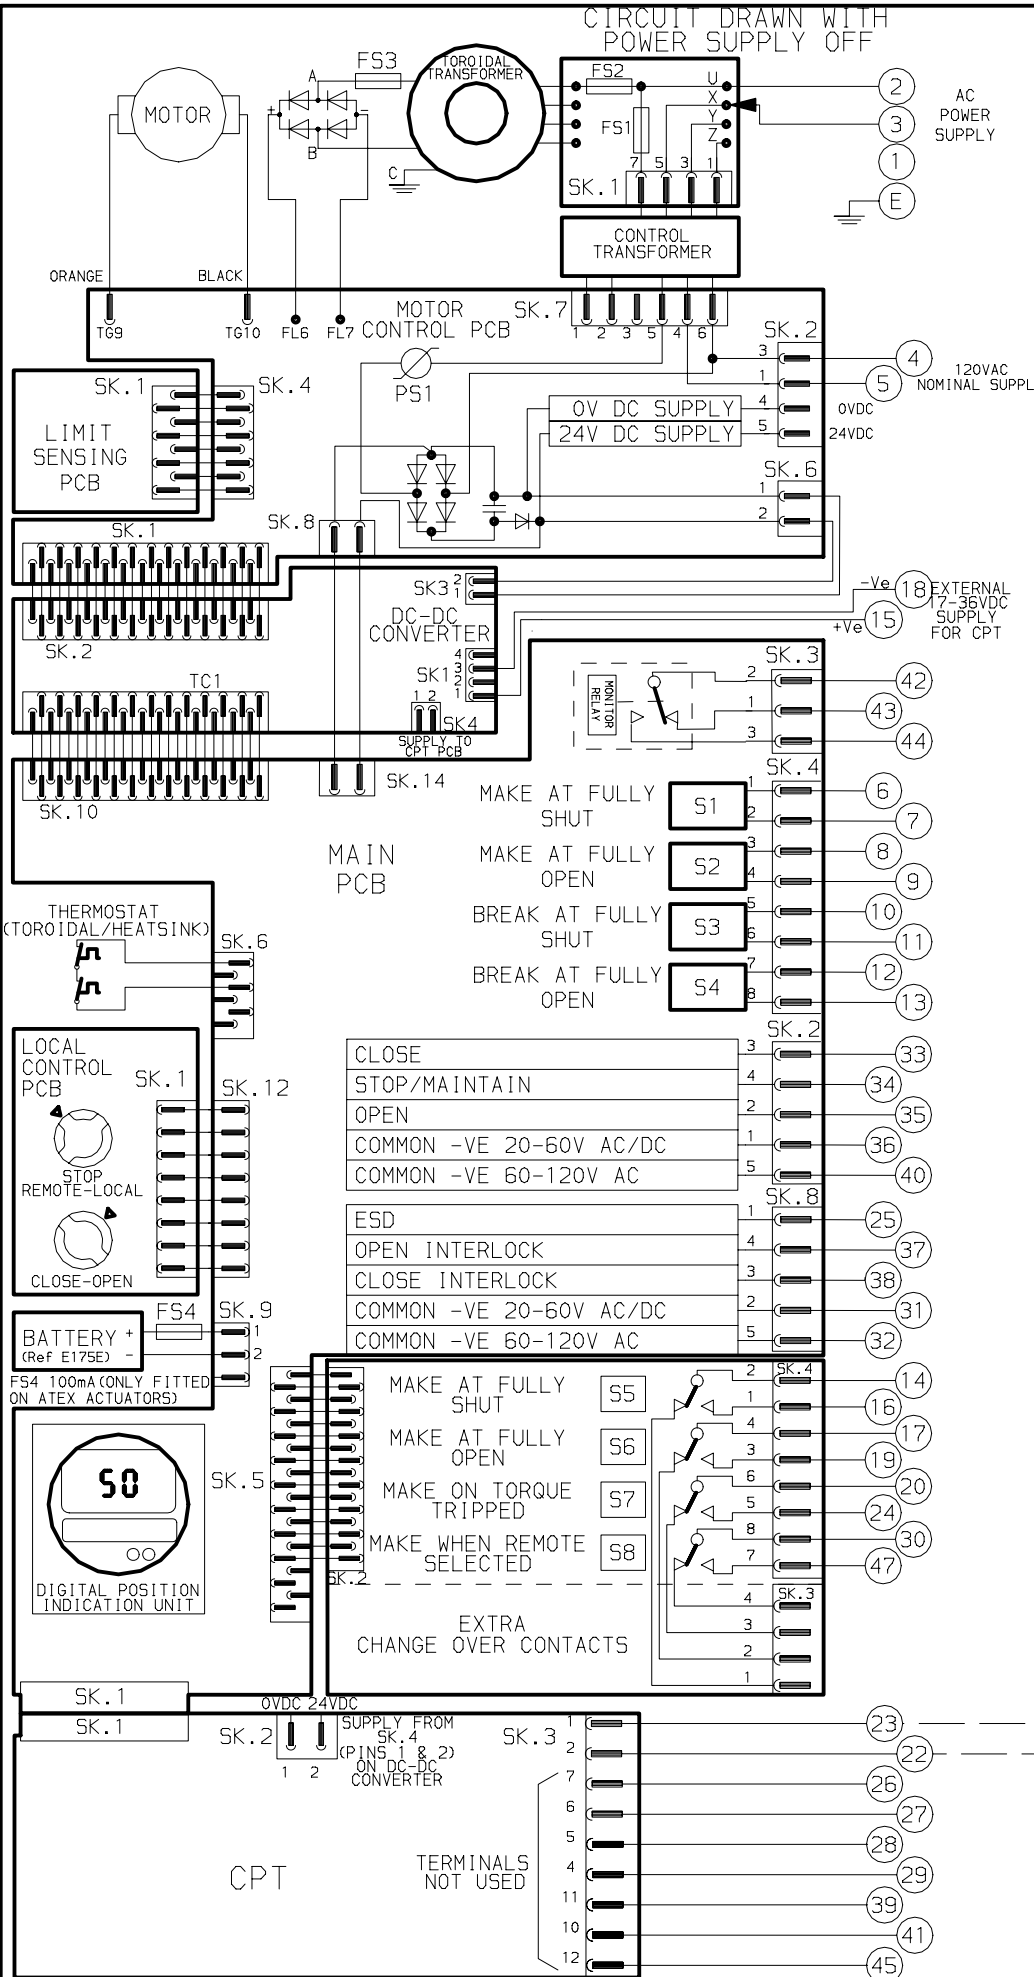 CIRCUIT DRAWN WITH
POWER SUPPLY OFF
MOTOR
FS3
A
+
-
B
C
TOROIDAL
TRANSFORMER
FS2
FS1
U
X
Y
Z
7 5 3 1
SK.1
2
3
1
E
AC
POWER
SUPPLY
CONTROL
TRANSFORMER
ORANGE
BLACK
TG9
TG10
FL6
FL7
MOTOR
CONTROL PCB
SK.7
1 2 3 5 4 6
PS1
SK.2
3
1
4
5
4
5
120VAC
NOMINAL SUPPL
0V DC SUPPLY
24V DC SUPPLY
0VDC
24VDC
SK.6
1
2
SK.1
SK.4
LIMIT
SENSING
PCB
SK.8
SK.1
SK.2
SK3
2
1
DC-DC
CONVERTER
SK1
4
3
2
1
1 2
SK4
SUPPLY TO
CPT PCB
-Ve
18
+Ve
15
EXTERNAL
17-36VDC
SUPPLY
FOR CPT
TC1
SK.10
SK.14
MONITOR
RELAY
SK.3
2
1
3
42
43
44
MAIN
PCB
SK.4
MAKE AT FULLY
SHUT
S1
1
2
6
7
MAKE AT FULLY
OPEN
S2
3
4
8
9
BREAK AT FULLY
SHUT
S3
5
6
10
11
BREAK AT FULLY
OPEN
S4
7
8
12
13
THERMOSTAT
(TOROIDAL/HEATSINK)
SK.6
LOCAL
CONTROL
PCB
SK.1
SK.12
STOP
REMOTE-LOCAL
CLOSE-OPEN
SK.2
CLOSE 3 33
STOP/MAINTAIN 4 34
OPEN 2 35
COMMON -VE 20-60V AC/DC 1 36
COMMON -VE 60-120V AC 5 40
SK.8
ESD 1 25
OPEN INTERLOCK 4 37
CLOSE INTERLOCK 3 38
COMMON -VE 20-60V AC/DC 2 31
COMMON -VE 60-120V AC 5 32
BATTERY
+
-
(Ref E175E)
FS4
SK.9
1
2
FS4 100mA(ONLY FITTED
ON ATEX ACTUATORS)
50
DIGITAL POSITION
INDICATION UNIT
SK.5
SK.2
SK.4
MAKE AT FULLY
SHUT
S5
2
1
14
16
MAKE AT FULLY
OPEN
S6
4
3
17
19
MAKE ON TORQUE
TRIPPED
S7
6
5
20
24
MAKE WHEN REMOTE
SELECTED
S8
8
7
30
47
SK.3
EXTRA
CHANGE OVER CONTACTS
4
3
2
1
SK.1
SK.1
0VDC 24VDC
SK.2
1 2
SUPPLY FROM
SK.4
(PINS 1 & 2)
ON DC-DC
CONVERTER
SK.3
CPT
TERMINALS
NOT USED
1 23
2 22
7 26
6 27
5 28
4 29
11 39
10 41
12 45